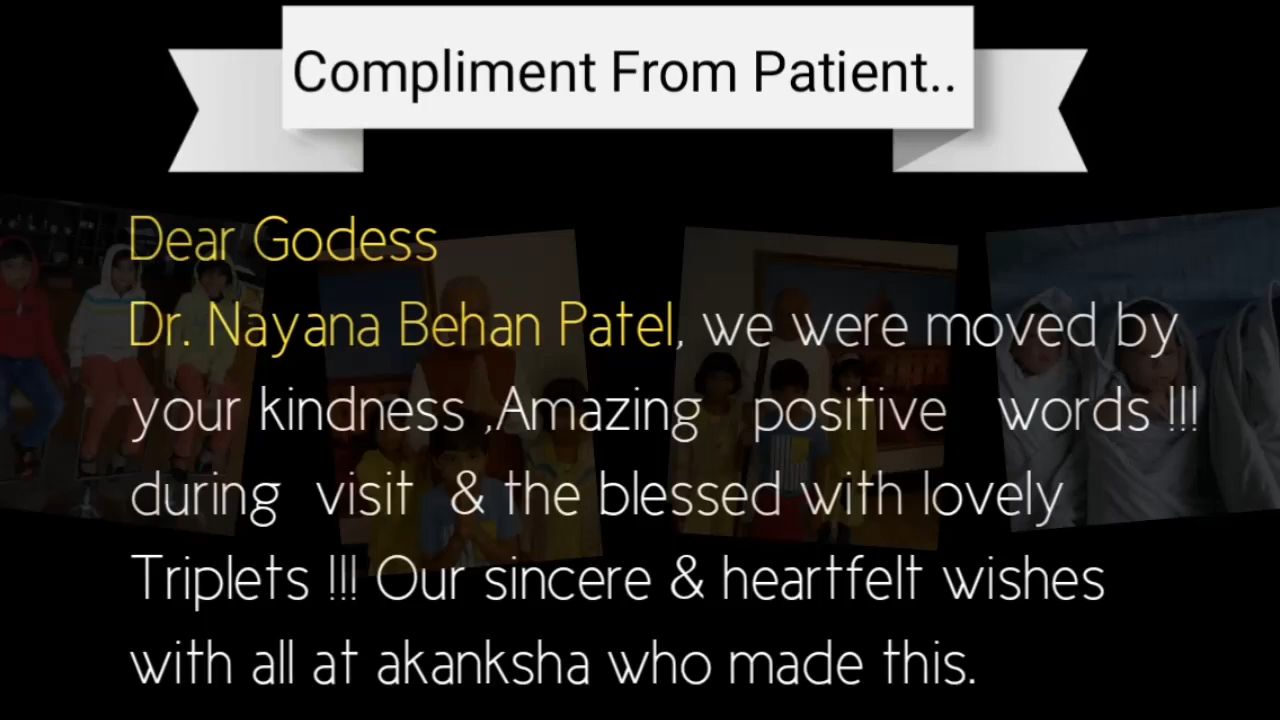 Compliment From Patient..
Dear Godess
Dr. Nayana Behan Patel, we were moved by
your kindness ,Amazing positive words !!!
during visit & the blessed with lovely
Triplets !!! Our sincere & heartfelt wishes
with all at akanksha who made this.